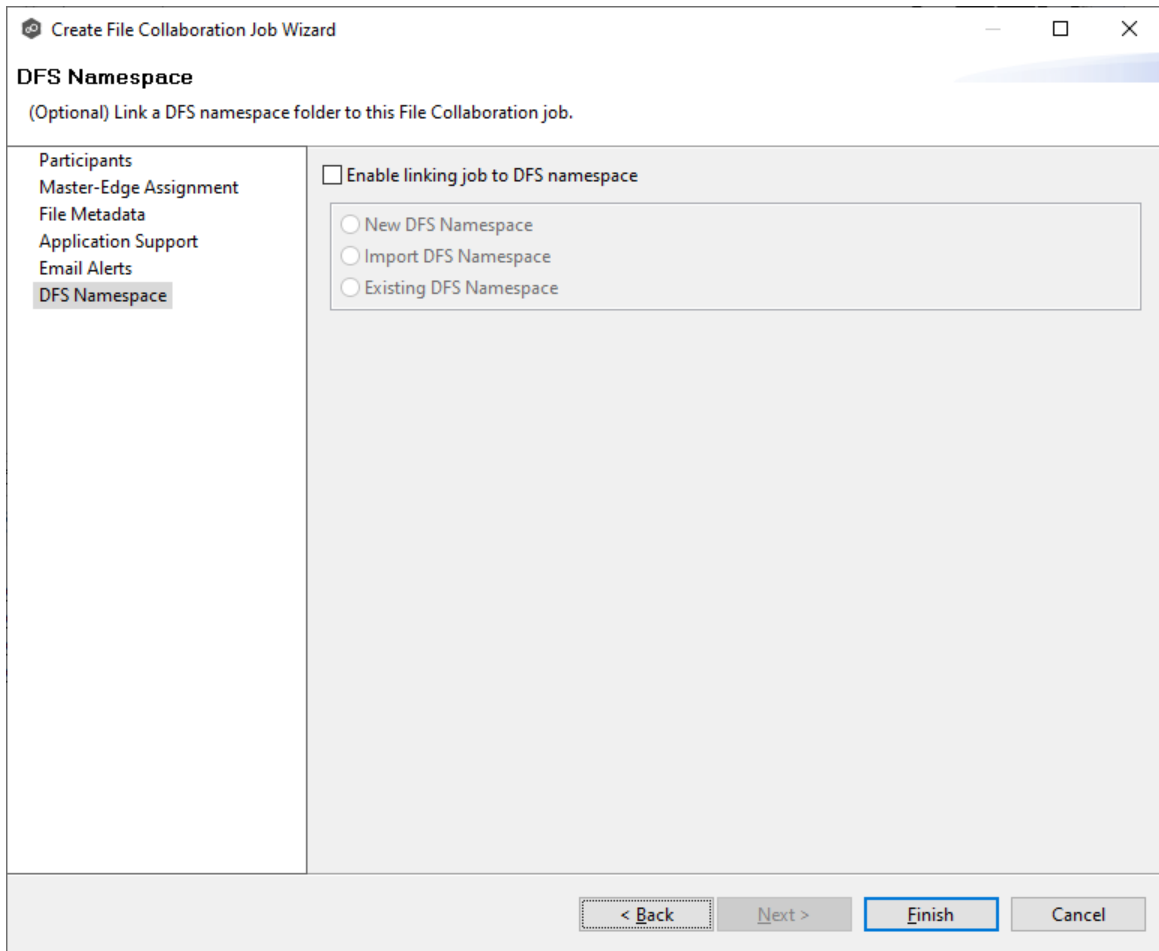 Create File Collaboration Job Wizard
DFS Namespace
(Optional) Link a DFS namespace folder to this File Collaboration job.
Participants
Master-Edge Assignment
File Metadata
Application Support
Email Alerts
DFS Namespace
Enable linking job to DFS namespace
New DFS Namespace
Import DFS Namespace
Existing DFS Namespace
< Back Next > Finish Cancel